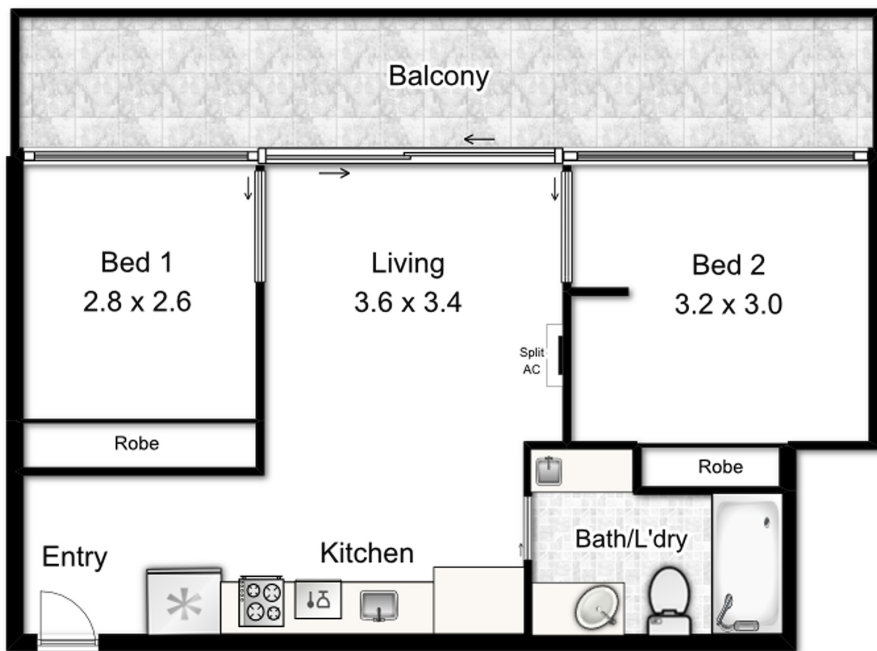 Balcony
Bed 1
2.8 x 2.6
Living
3.6 x 3.4
Bed 2
3.2 x 3.0
Split
AC
Robe
Robe
Entry
Kitchen
Bath/L'dry